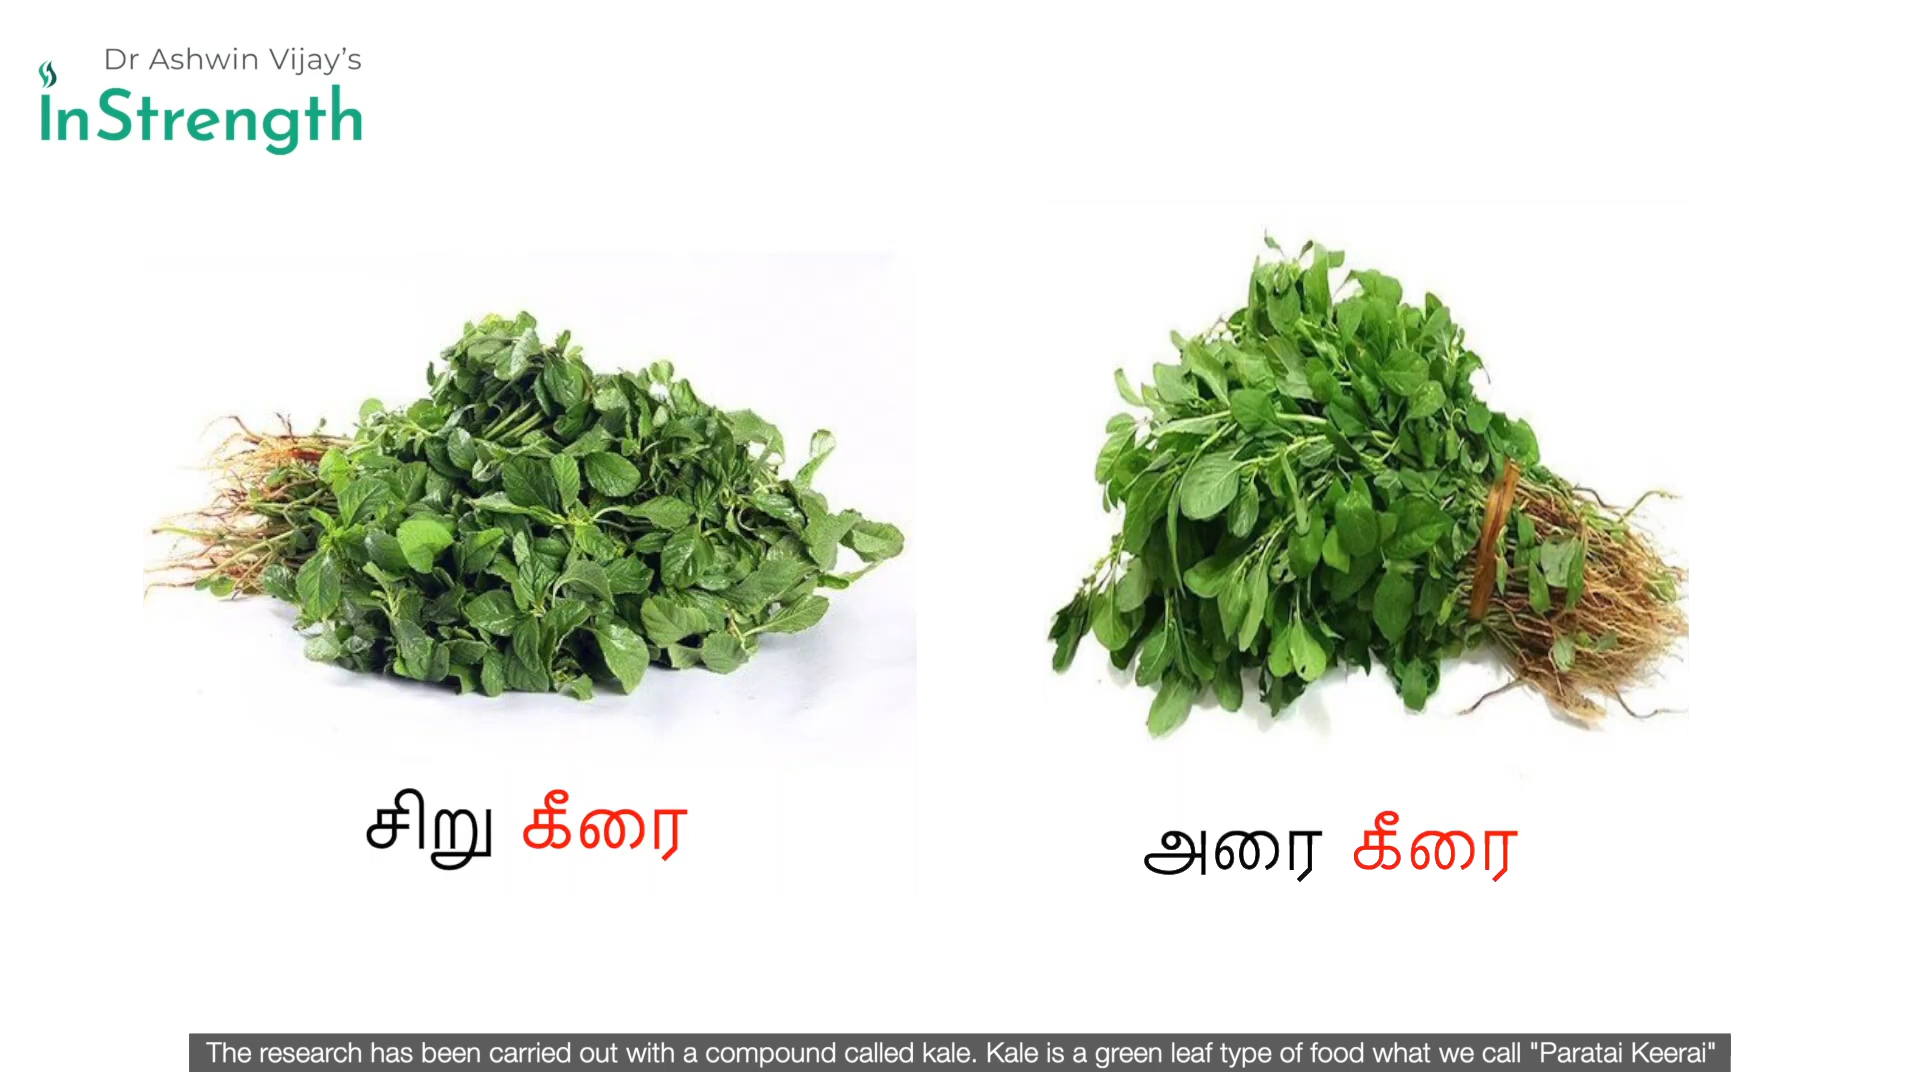 Dr Ashwin Vijay’s
InStrength
சிறு கீரை
அரை கீரை
The research has been carried out with a compound called kale. Kale is a green leaf type of food what we call "Paratai Keerai"